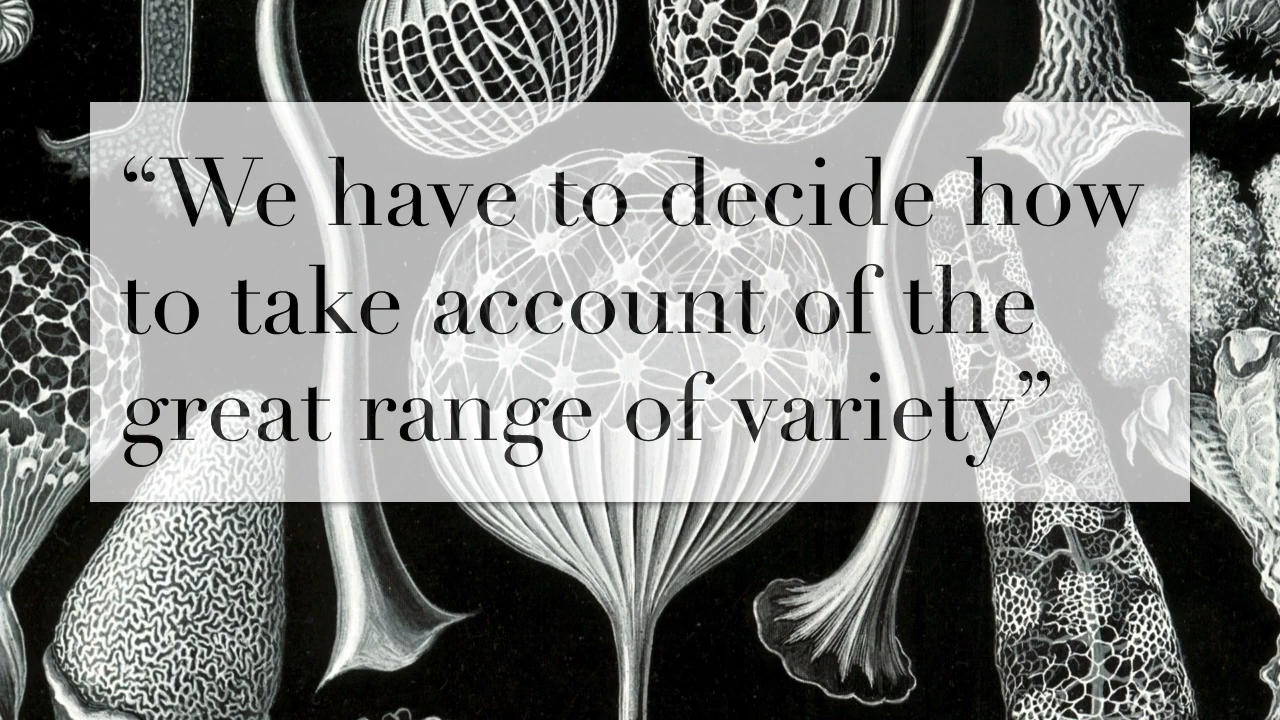 “We have to decide how
to take account of the
great range of variety”